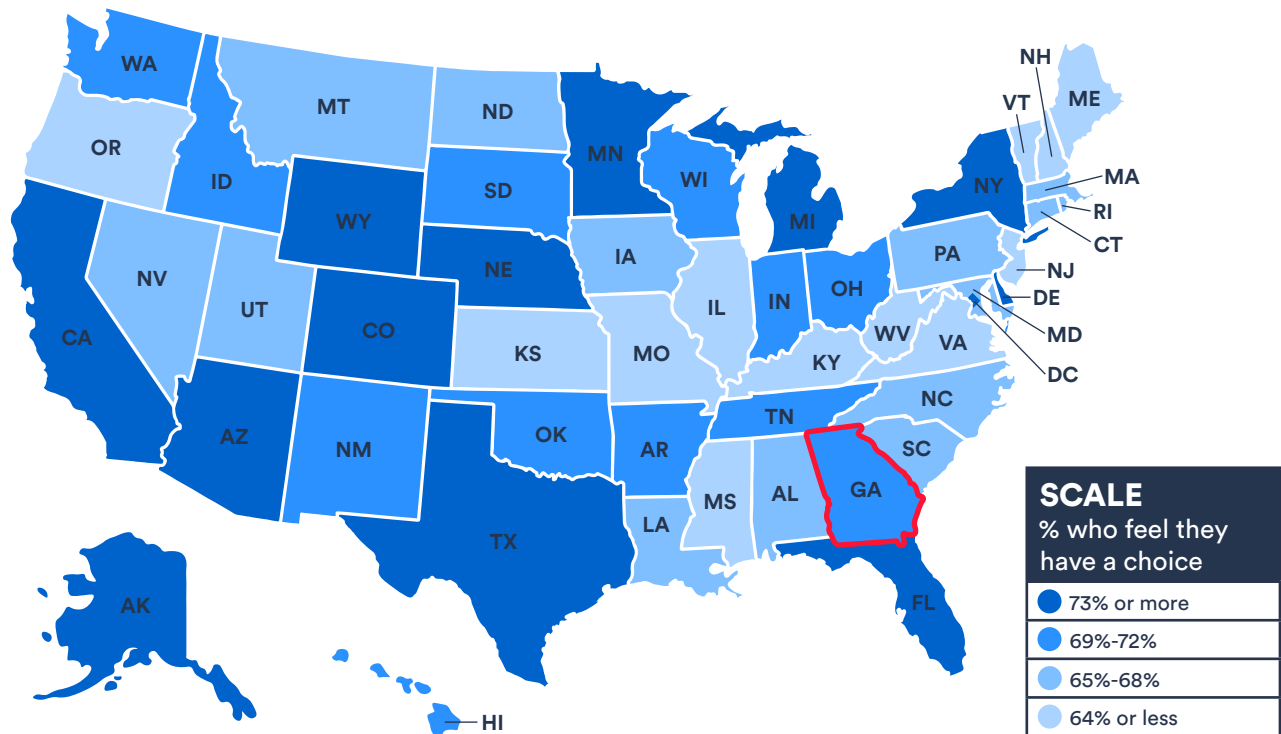 NH
WA
ME
MT
VT
ND
OR
MN
MA
ID
SD
WI
NY
RI
WY
MI
CT
IA
PA
NE
NJ
NV
OH
DE
IN
UT
IL
CO
WV
MD
CA
VA
KS
MO
KY
DC
NC
TN
AZ
OK
NM
AR
SC
GA
AL
MS
LA
TX
AK
FL
HI
SCALE
% who feel they
have a choice
73% or more
69%-72%
65%-68%
64% or less